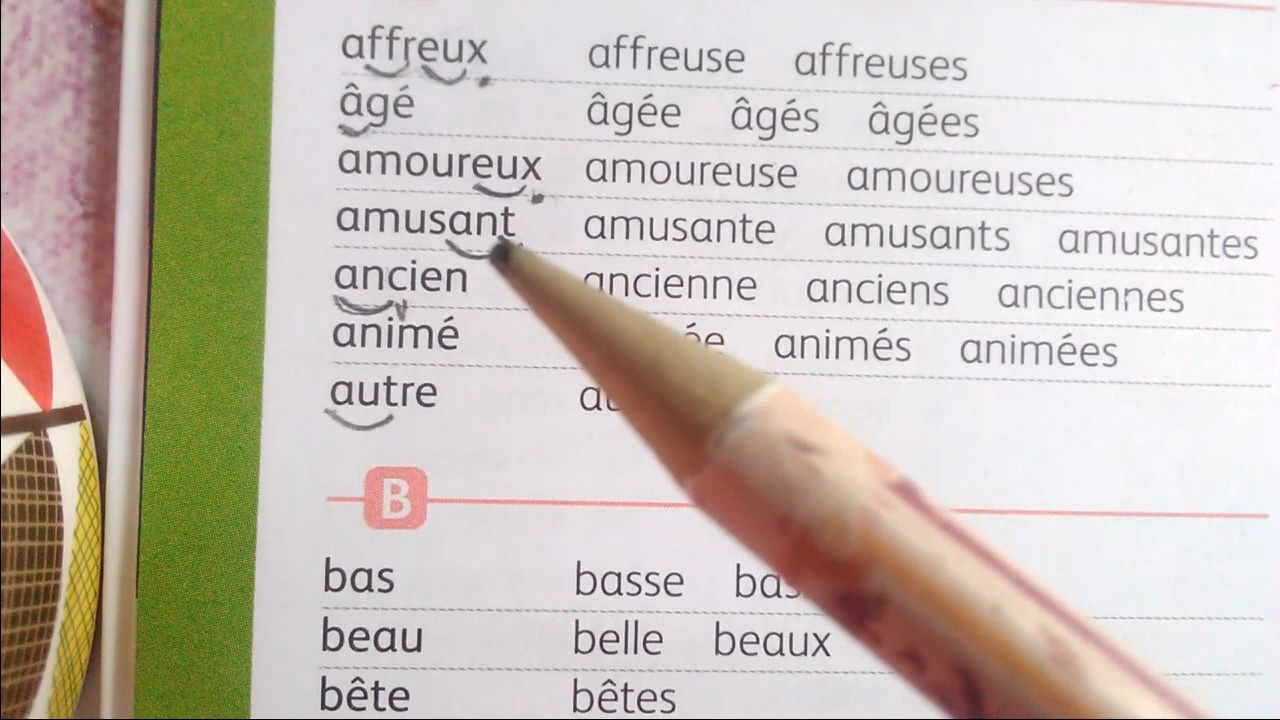 affreux affreuse affreuses
âgé âgée âgés âgées
amoureux amoureuse amoureuses
amusant amusante amusants amusantes
ancien ancienne anciens anciennes
animé animés animées
autre
B
bas basse
beau belle beaux
bête bêtes